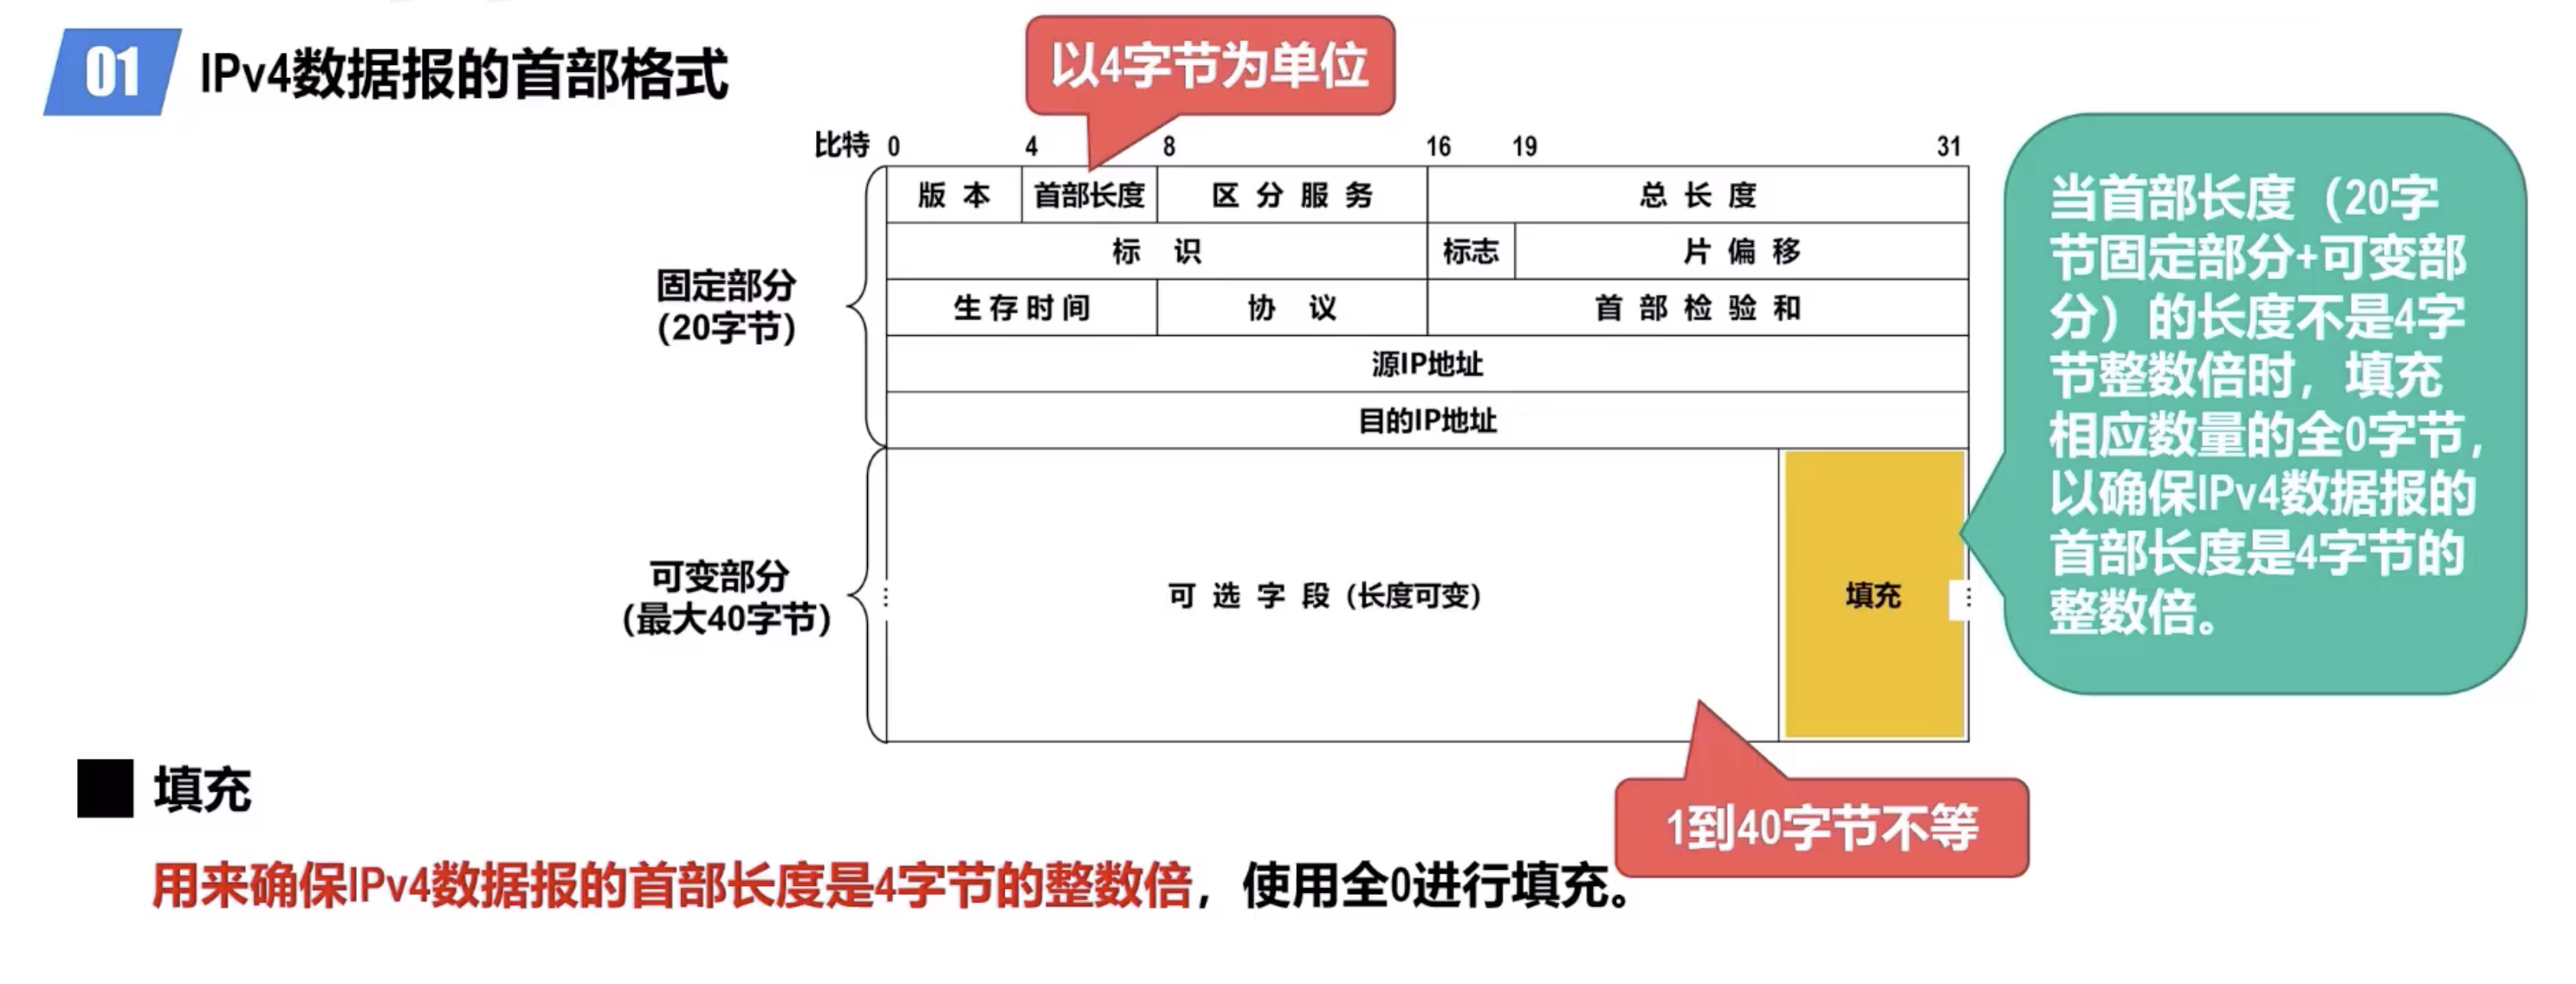 01 IPv4数据报的首部格式
以4字节为单位
比特 0 4 8 16 19 31
版 本 首部长度 区 分 服 务 总 长 度
标 识 标志 片 偏 移
生 存 时 间 协 议 首 部 检 验 和
源IP地址
目的IP地址
固定部分
(20字节)
可变部分
(最大40字节)
可 选 字 段 (长度可变)
填充
当首部长度（20字
节固定部分+可变部
分）的长度不是4字
节整数倍时，填充
相应数量的全0字节，
以确保IPv4数据报的
首部长度是4字节的
整数倍。
1到40字节不等
填充
用来确保IPv4数据报的首部长度是4字节的整数倍，使用全0进行填充。